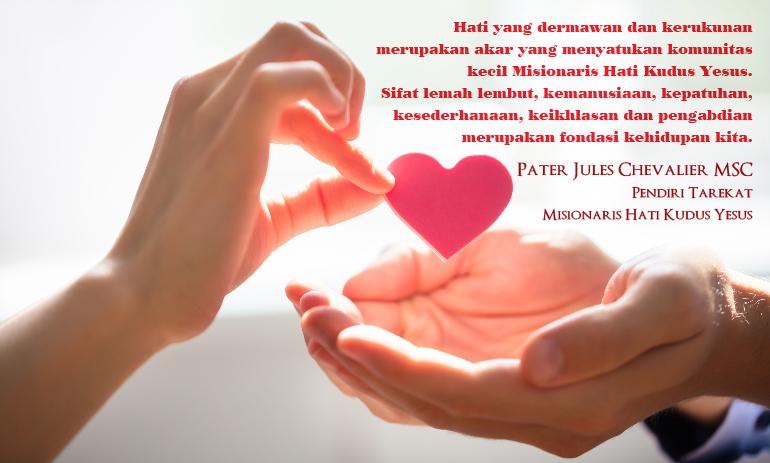 Hati yang dermawan dan kerukunan
merupakan akar yang menyatukan komunitas
kecil Misionaris Hati Kudus Yesus.
Sifat lemah lembut, kemanusiaan, kepatuhan,
kesederhanaan, keikhlasan dan pengabdian
merupakan fondasi kehidupan kita.
Pater Jules Chevalier MSC
Pendiri Tarekat
Misionaris Hati Kudus Yesus